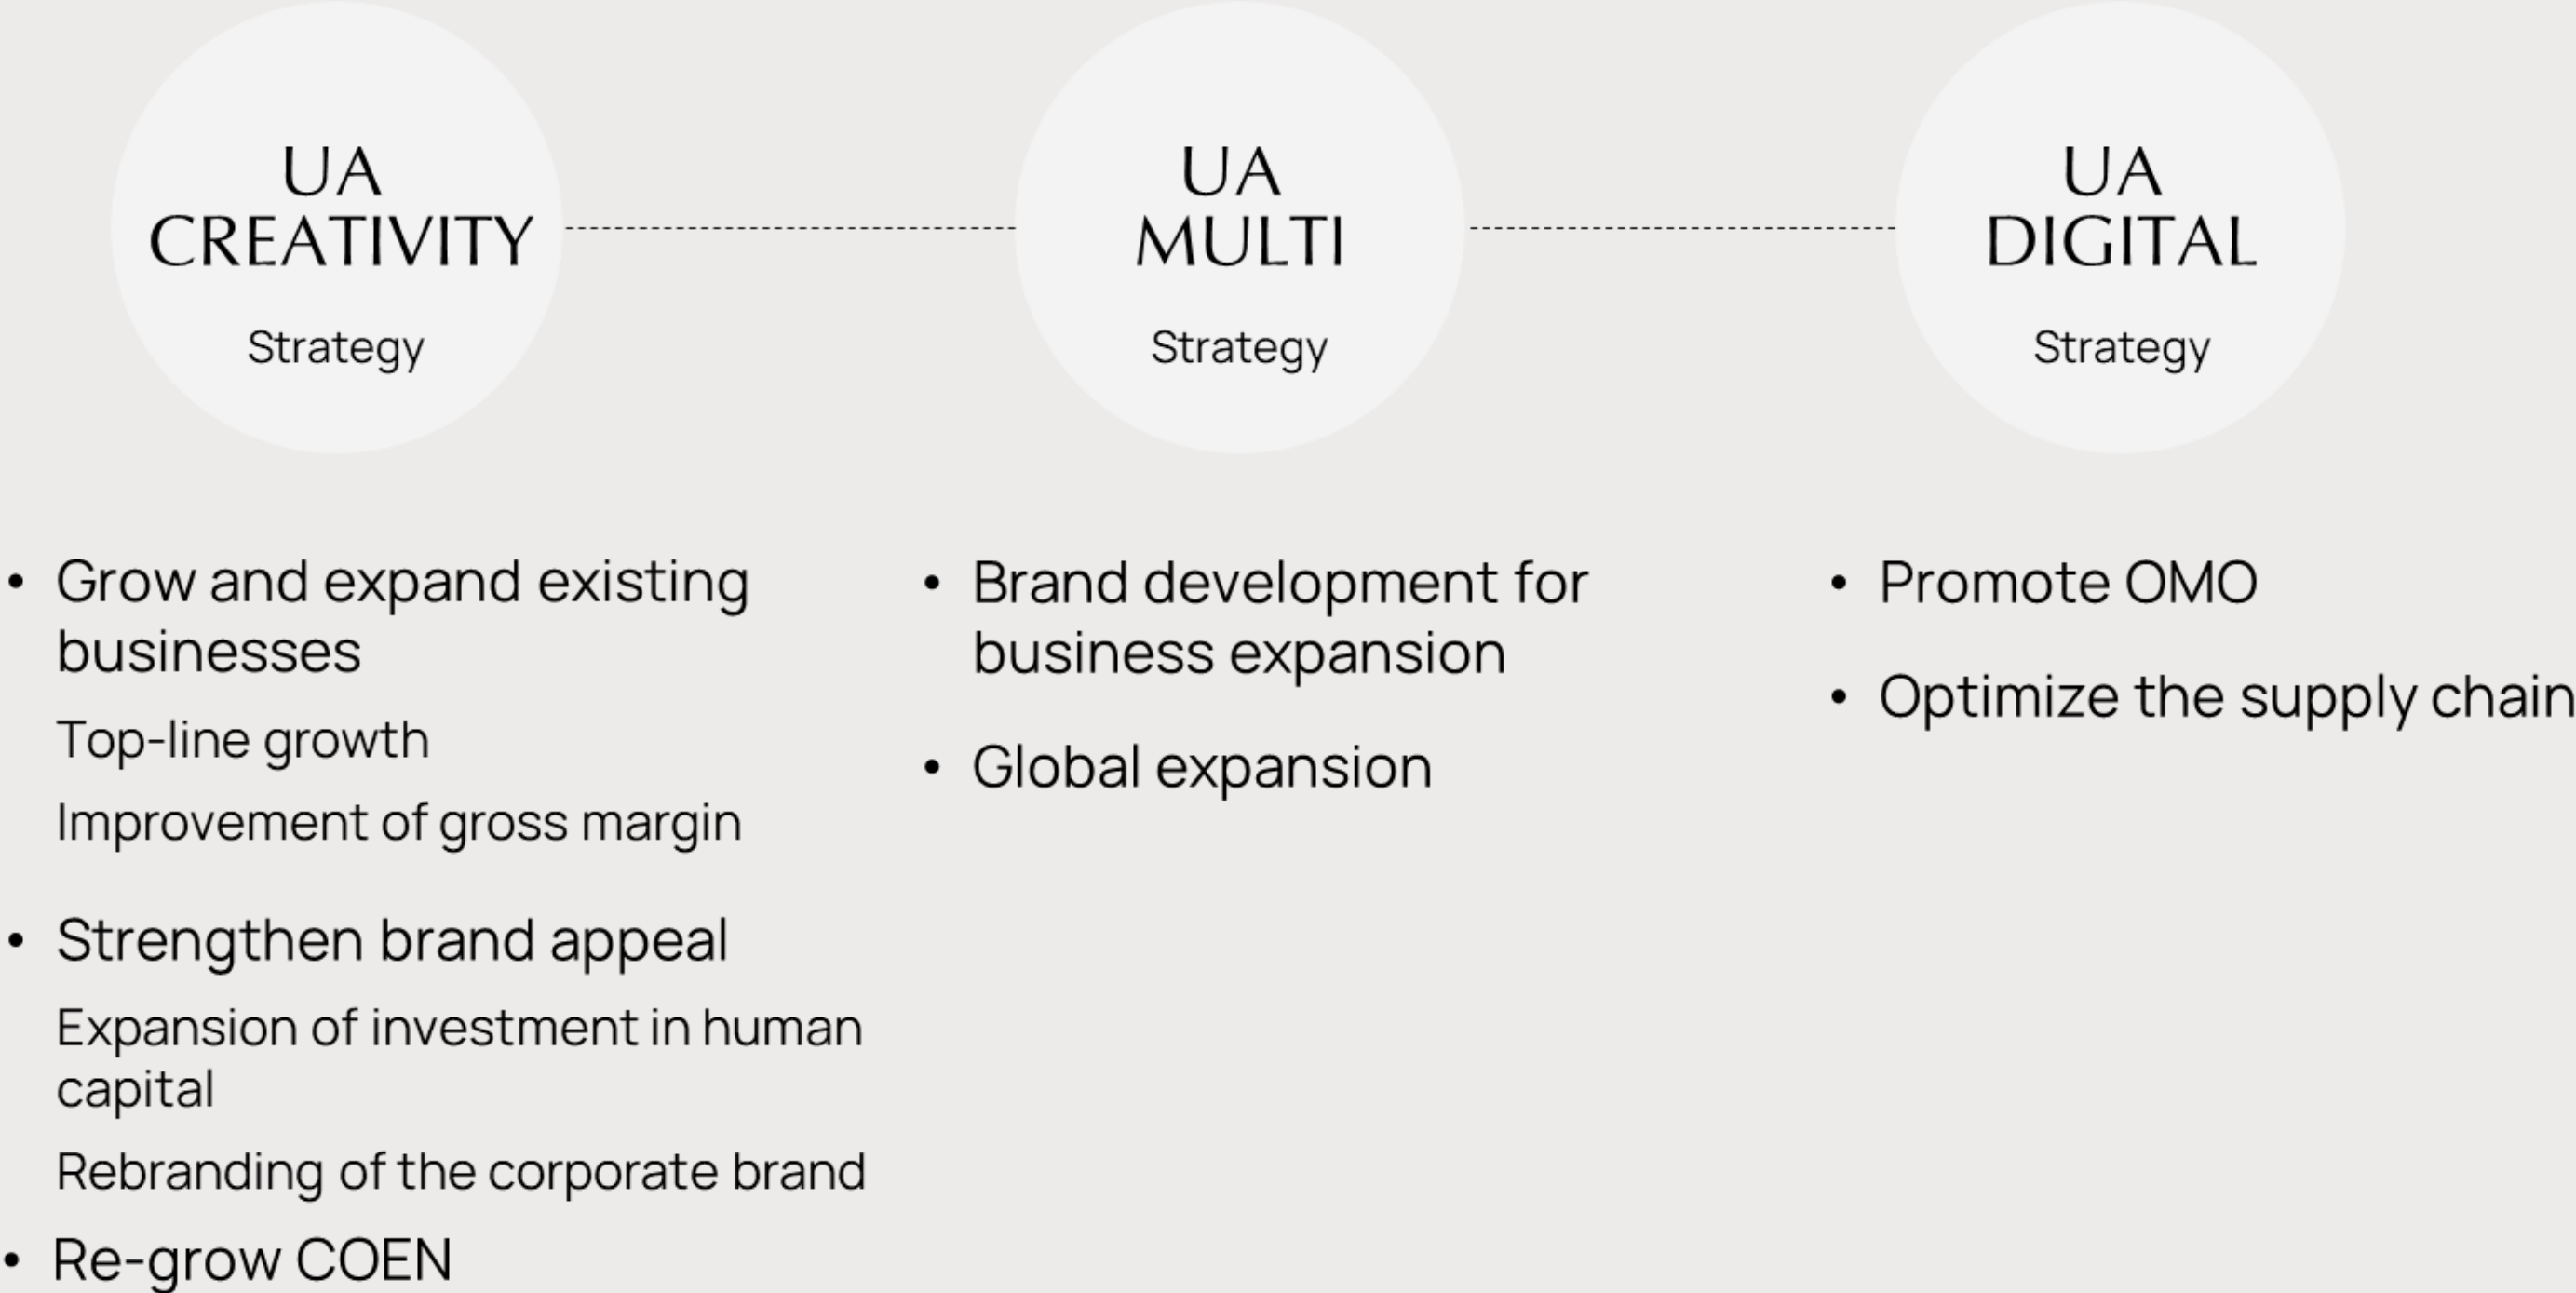 UA
CREATIVITY
Strategy
UA
MULTI
Strategy
UA
DIGITAL
Strategy
• Grow and expand existing
businesses
Top-line growth
Improvement of gross margin
• Strengthen brand appeal
Expansion of investment in human
capital
Rebranding of the corporate brand
• Re-grow COEN
• Brand development for
business expansion
• Global expansion
• Promote OMO
• Optimize the supply chain